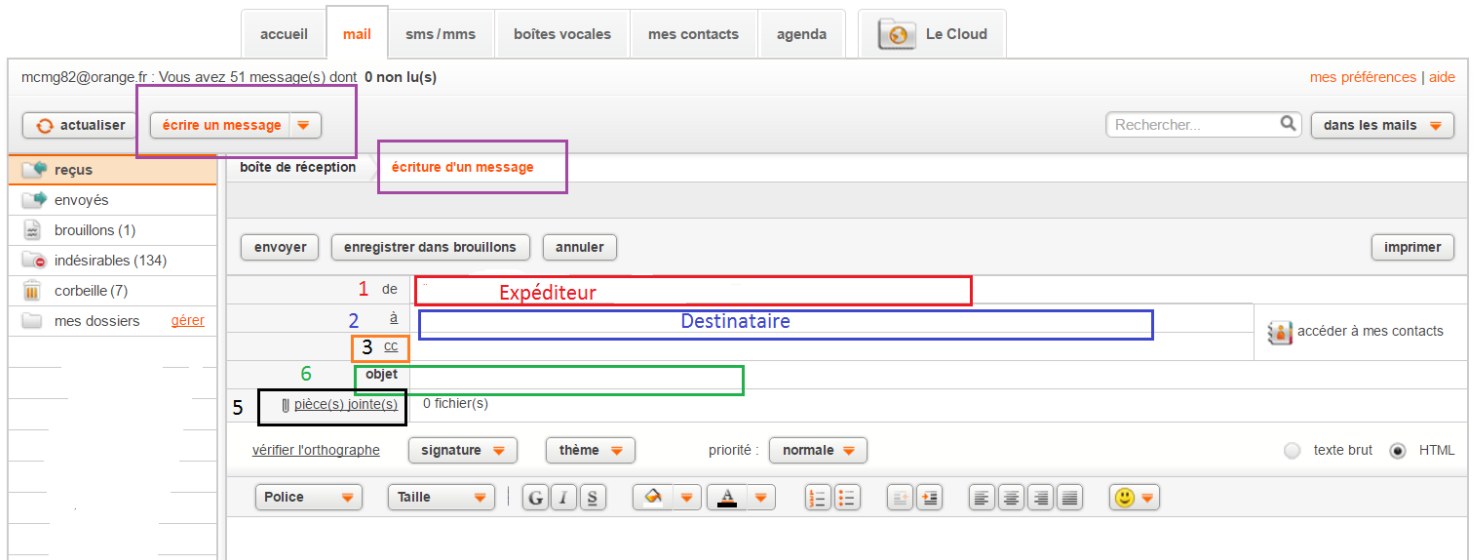 accueil mail sms/mms boîtes vocales mes contacts agenda Le Cloud
mcmg82@orange.fr : Vous avez 51 message(s) dont 0 non lu(s) mes préférences | aide
actualiser écrire un message Rechercher... dans les mails
reçus boîte de réception écriture d'un message
envoyés
brouillons (1)
envoyer enregistrer dans brouillons annuler imprimer
indésirables (134)
corbeille (7) 1 de Expéditeur
mes dossiers gérer 2 à Destinataire
accéder à mes contacts
3 cc
6 objet
5 pièce(s) jointe(s) 0 fichier(s)
vérifier l'orthographe signature thème priorité : normale texte brut HTML
Police Taille G I S A